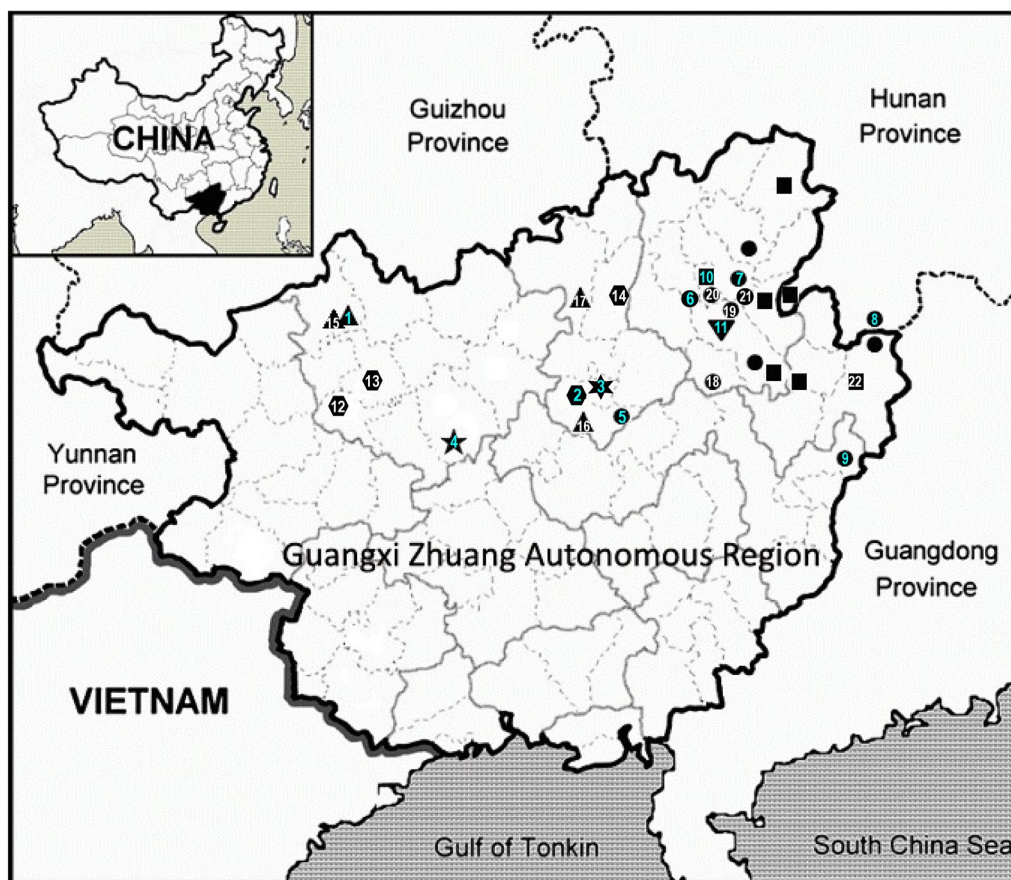 CHINA
Guizhou
Province
Hunan
Province
10
7
6
20
21
19
11
17
14
15
1
8
13
12
3
2
16
5
18
22
4
9
Yunnan
Province
Guangxi Zhuang Autonomous Region
Guangdong
Province
VIETNAM
Gulf of Tonkin
South China Sea